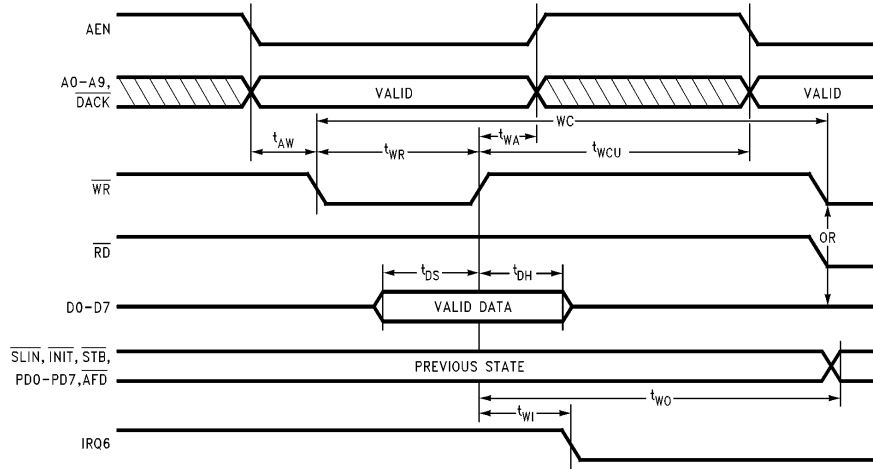 AEN
A0-A9,
DACK
VALID
VALID
WC
tAW
tWR
tWA
tWCU
WR
RD
OR
tDS
tDH
D0-D7
VALID DATA
SLIN, INIT, STB,
PD0-PD7, AFD
PREVIOUS STATE
tWO
tWI
IRQ6